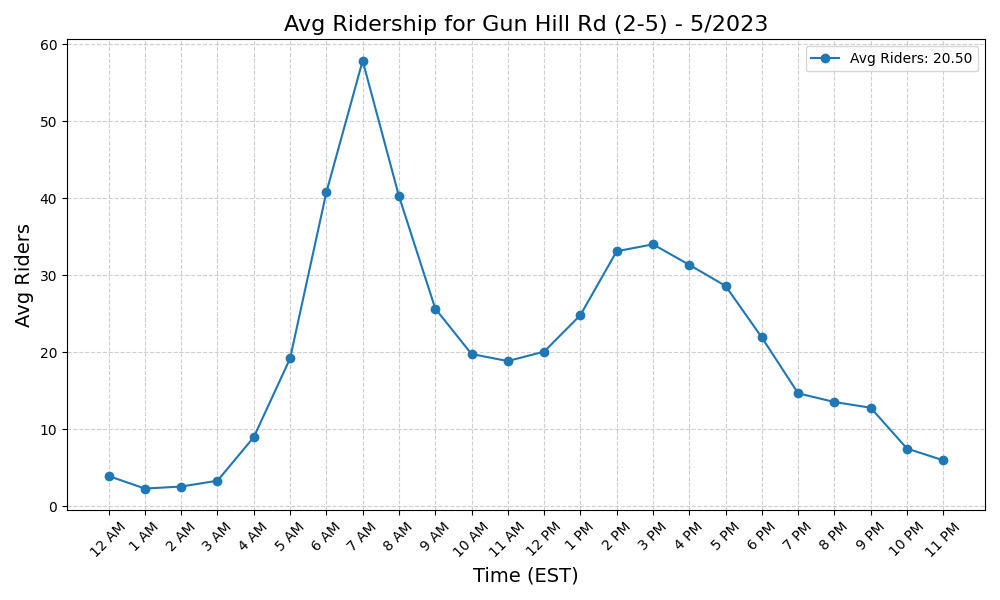 Avg Ridership for Gun Hill Rd (2-5) - 5/2023
Avg Riders: 20.50
Avg Riders
60
50
40
30
20
10
0
12 AM
1 AM
2 AM
3 AM
4 AM
5 AM
6 AM
7 AM
8 AM
9 AM
10 AM
11 AM
12 PM
1 PM
2 PM
3 PM
4 PM
5 PM
6 PM
7 PM
8 PM
9 PM
10 PM
11 PM
Time (EST)